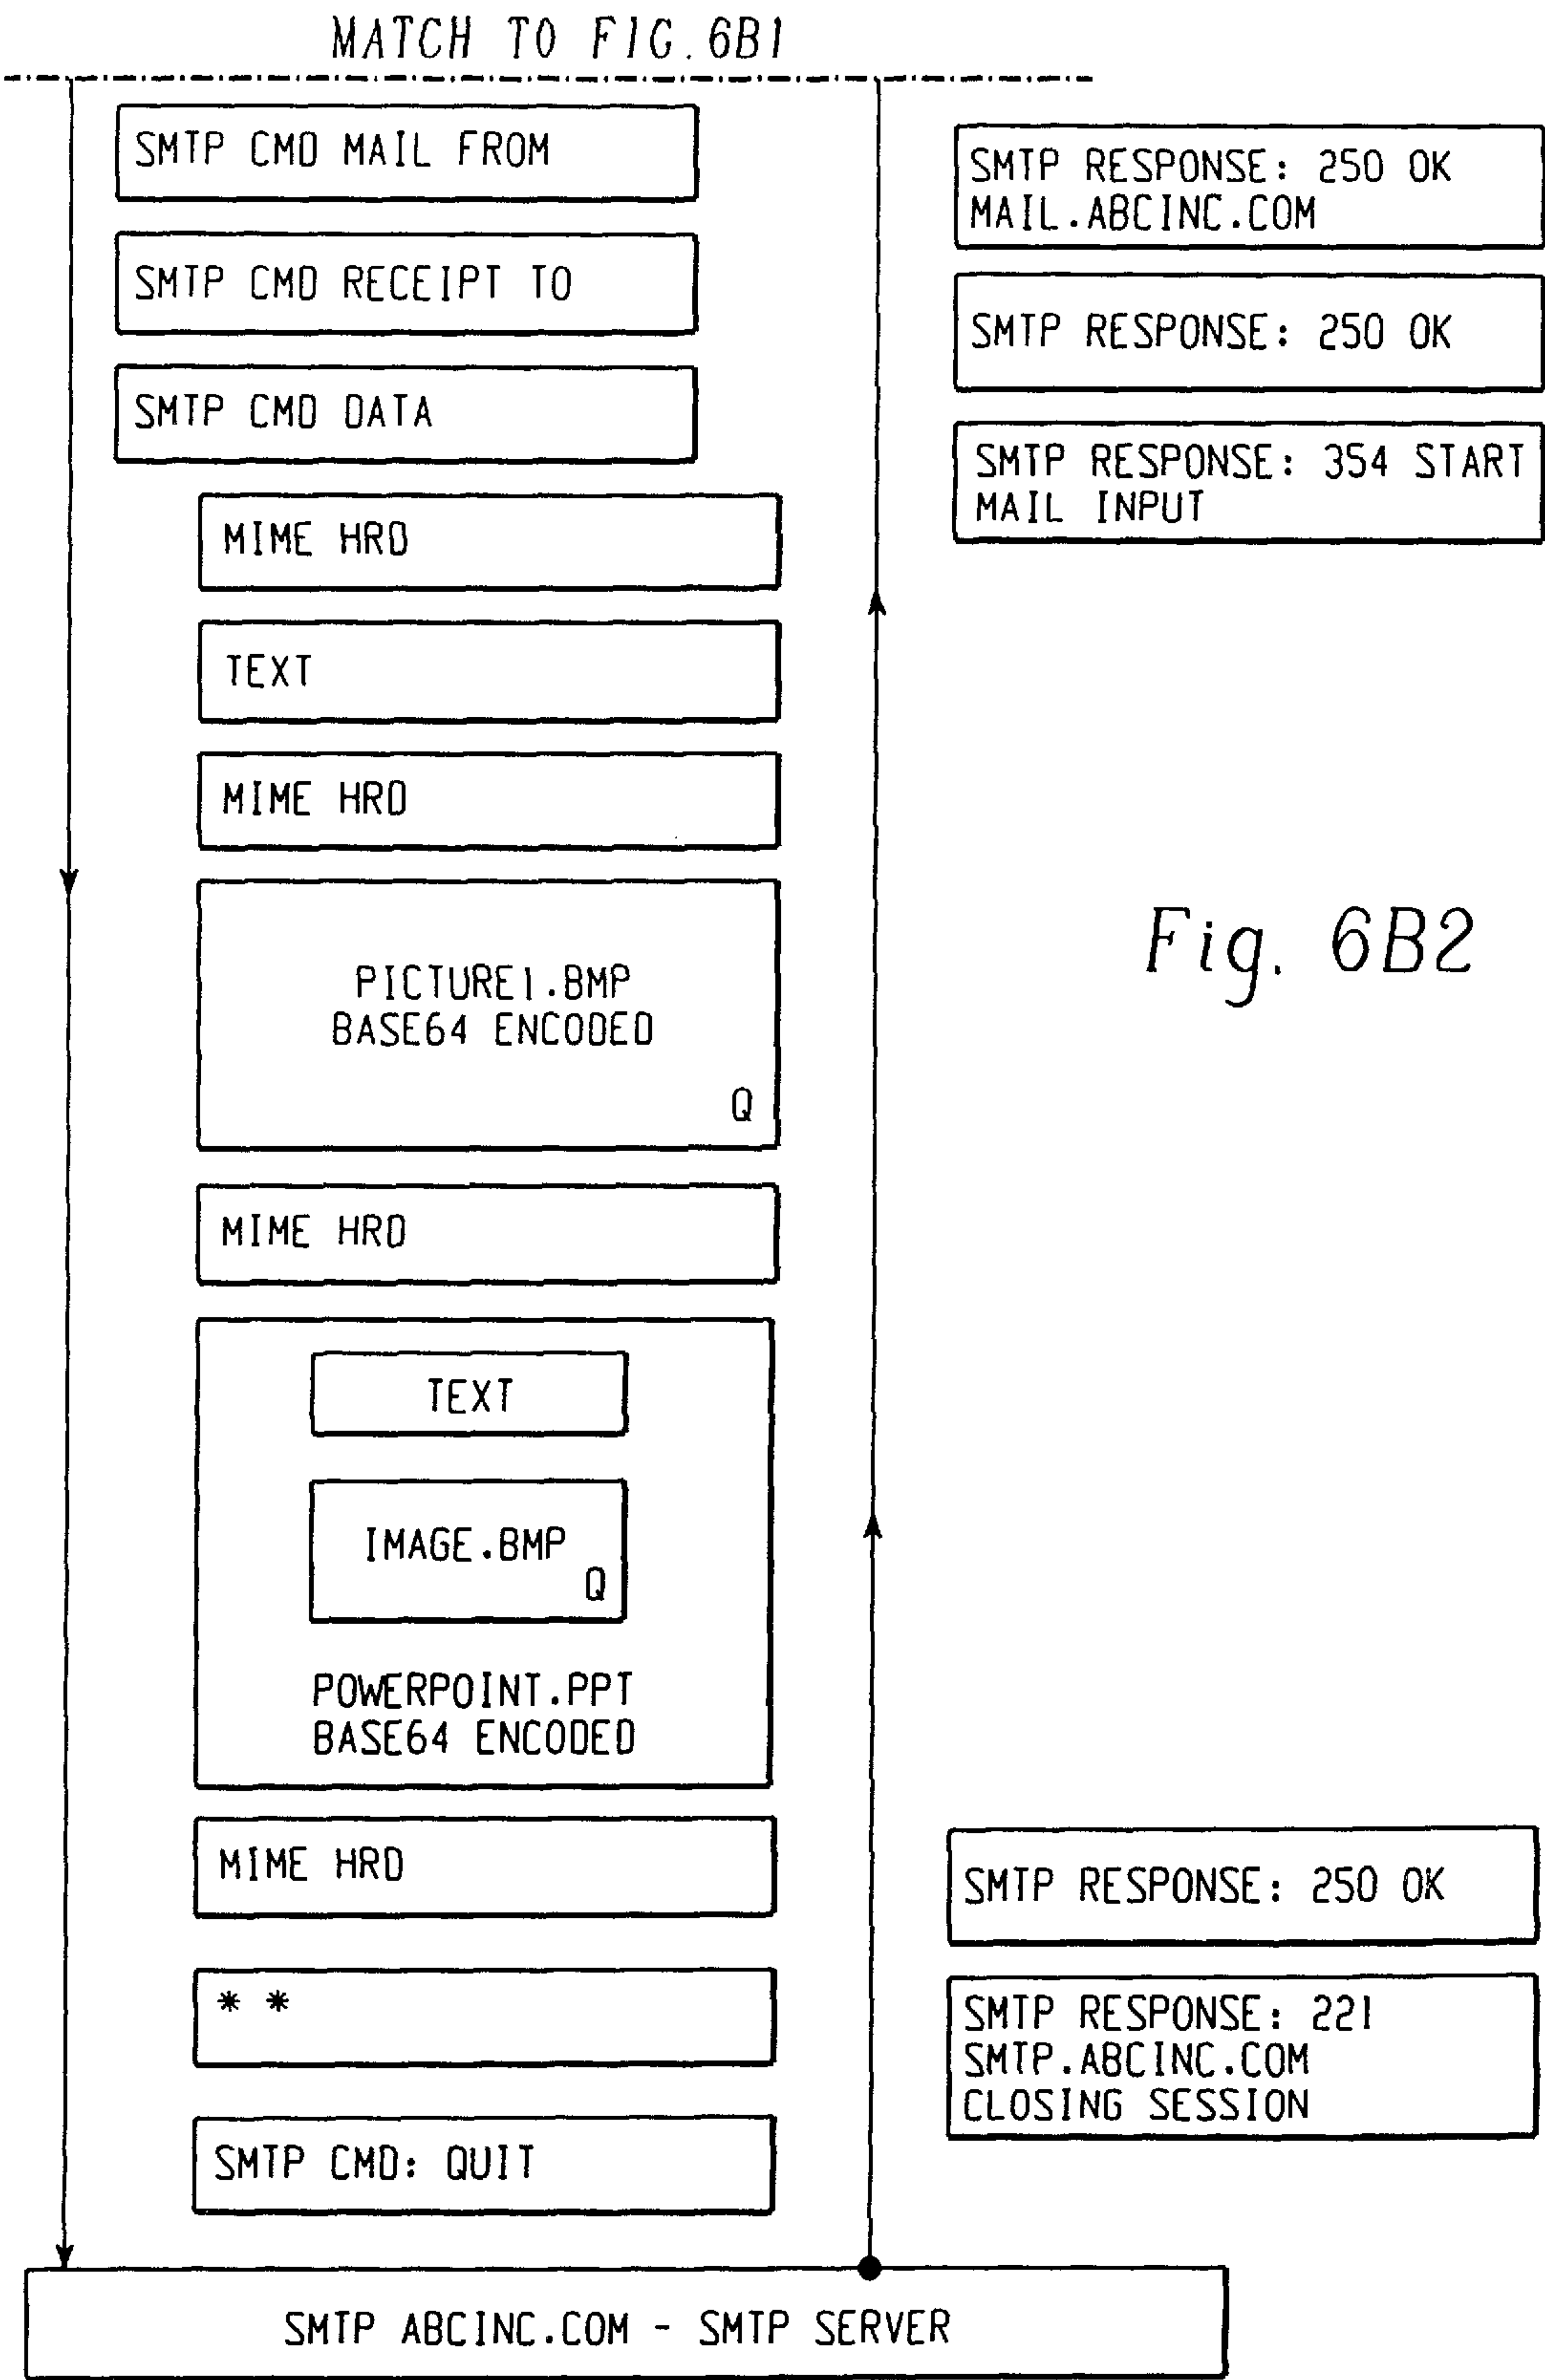 MATCH TO FIG. 6B1
SMTP CMD MAIL FROM
SMTP CMD RECEIPT TO
SMTP CMD DATA
MIME HRD
TEXT
MIME HRD
PICTURE1.BMP
BASE64 ENCODED
Q
MIME HRD
TEXT
IMAGE.BMP
Q
POWERPOINT.PPT
BASE64 ENCODED
MIME HRD
* *
SMTP CMD: QUIT
SMTP RESPONSE: 250 OK
MAIL.ABCINC.COM
SMTP RESPONSE: 250 OK
SMTP RESPONSE: 354 START
MAIL INPUT
Fig. 6B2
SMTP RESPONSE: 250 OK
SMTP RESPONSE: 221
SMTP.ABCINC.COM
CLOSING SESSION
SMTP ABCINC.COM - SMTP SERVER